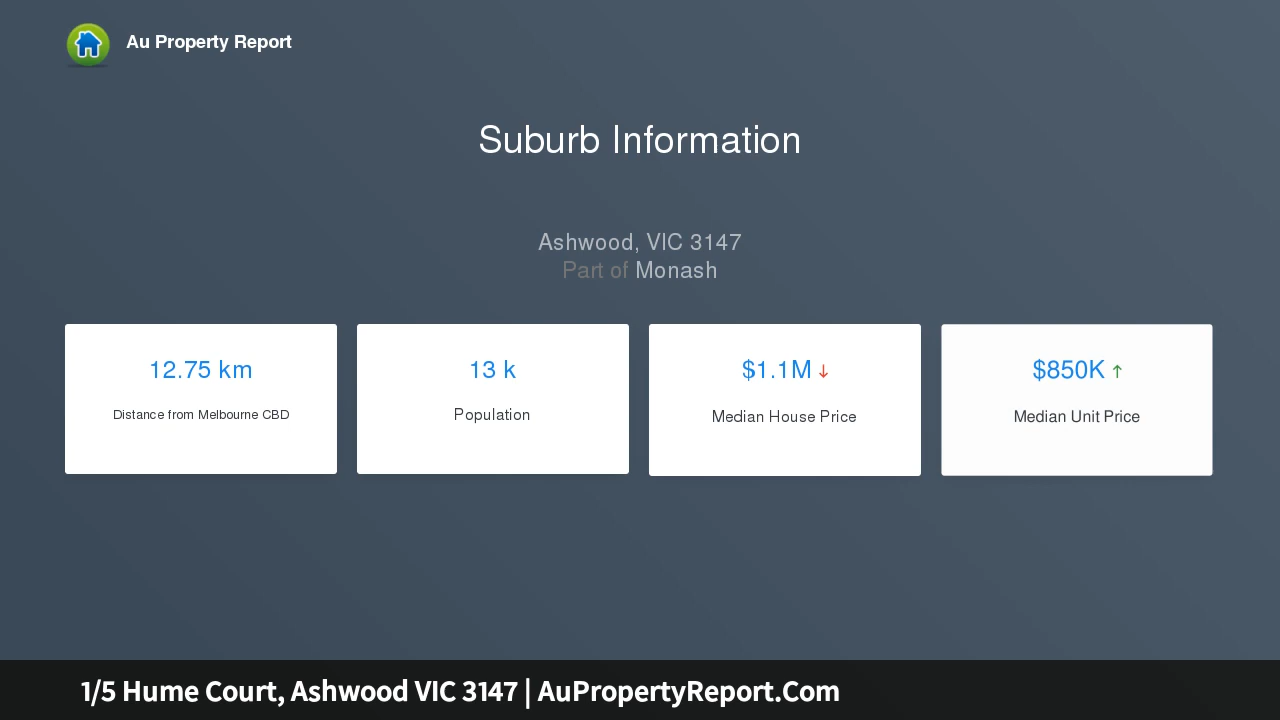 Au Property Report
Suburb Information
Ashwood, VIC 3147
Part of Monash
12.75 km
Distance from Melbourne CBD
13 k
Population
$1.1M ↓
Median House Price
$850K ↑
Median Unit Price
1/5 Hume Court, Ashwood VIC 3147 | AuPropertyReport.Com